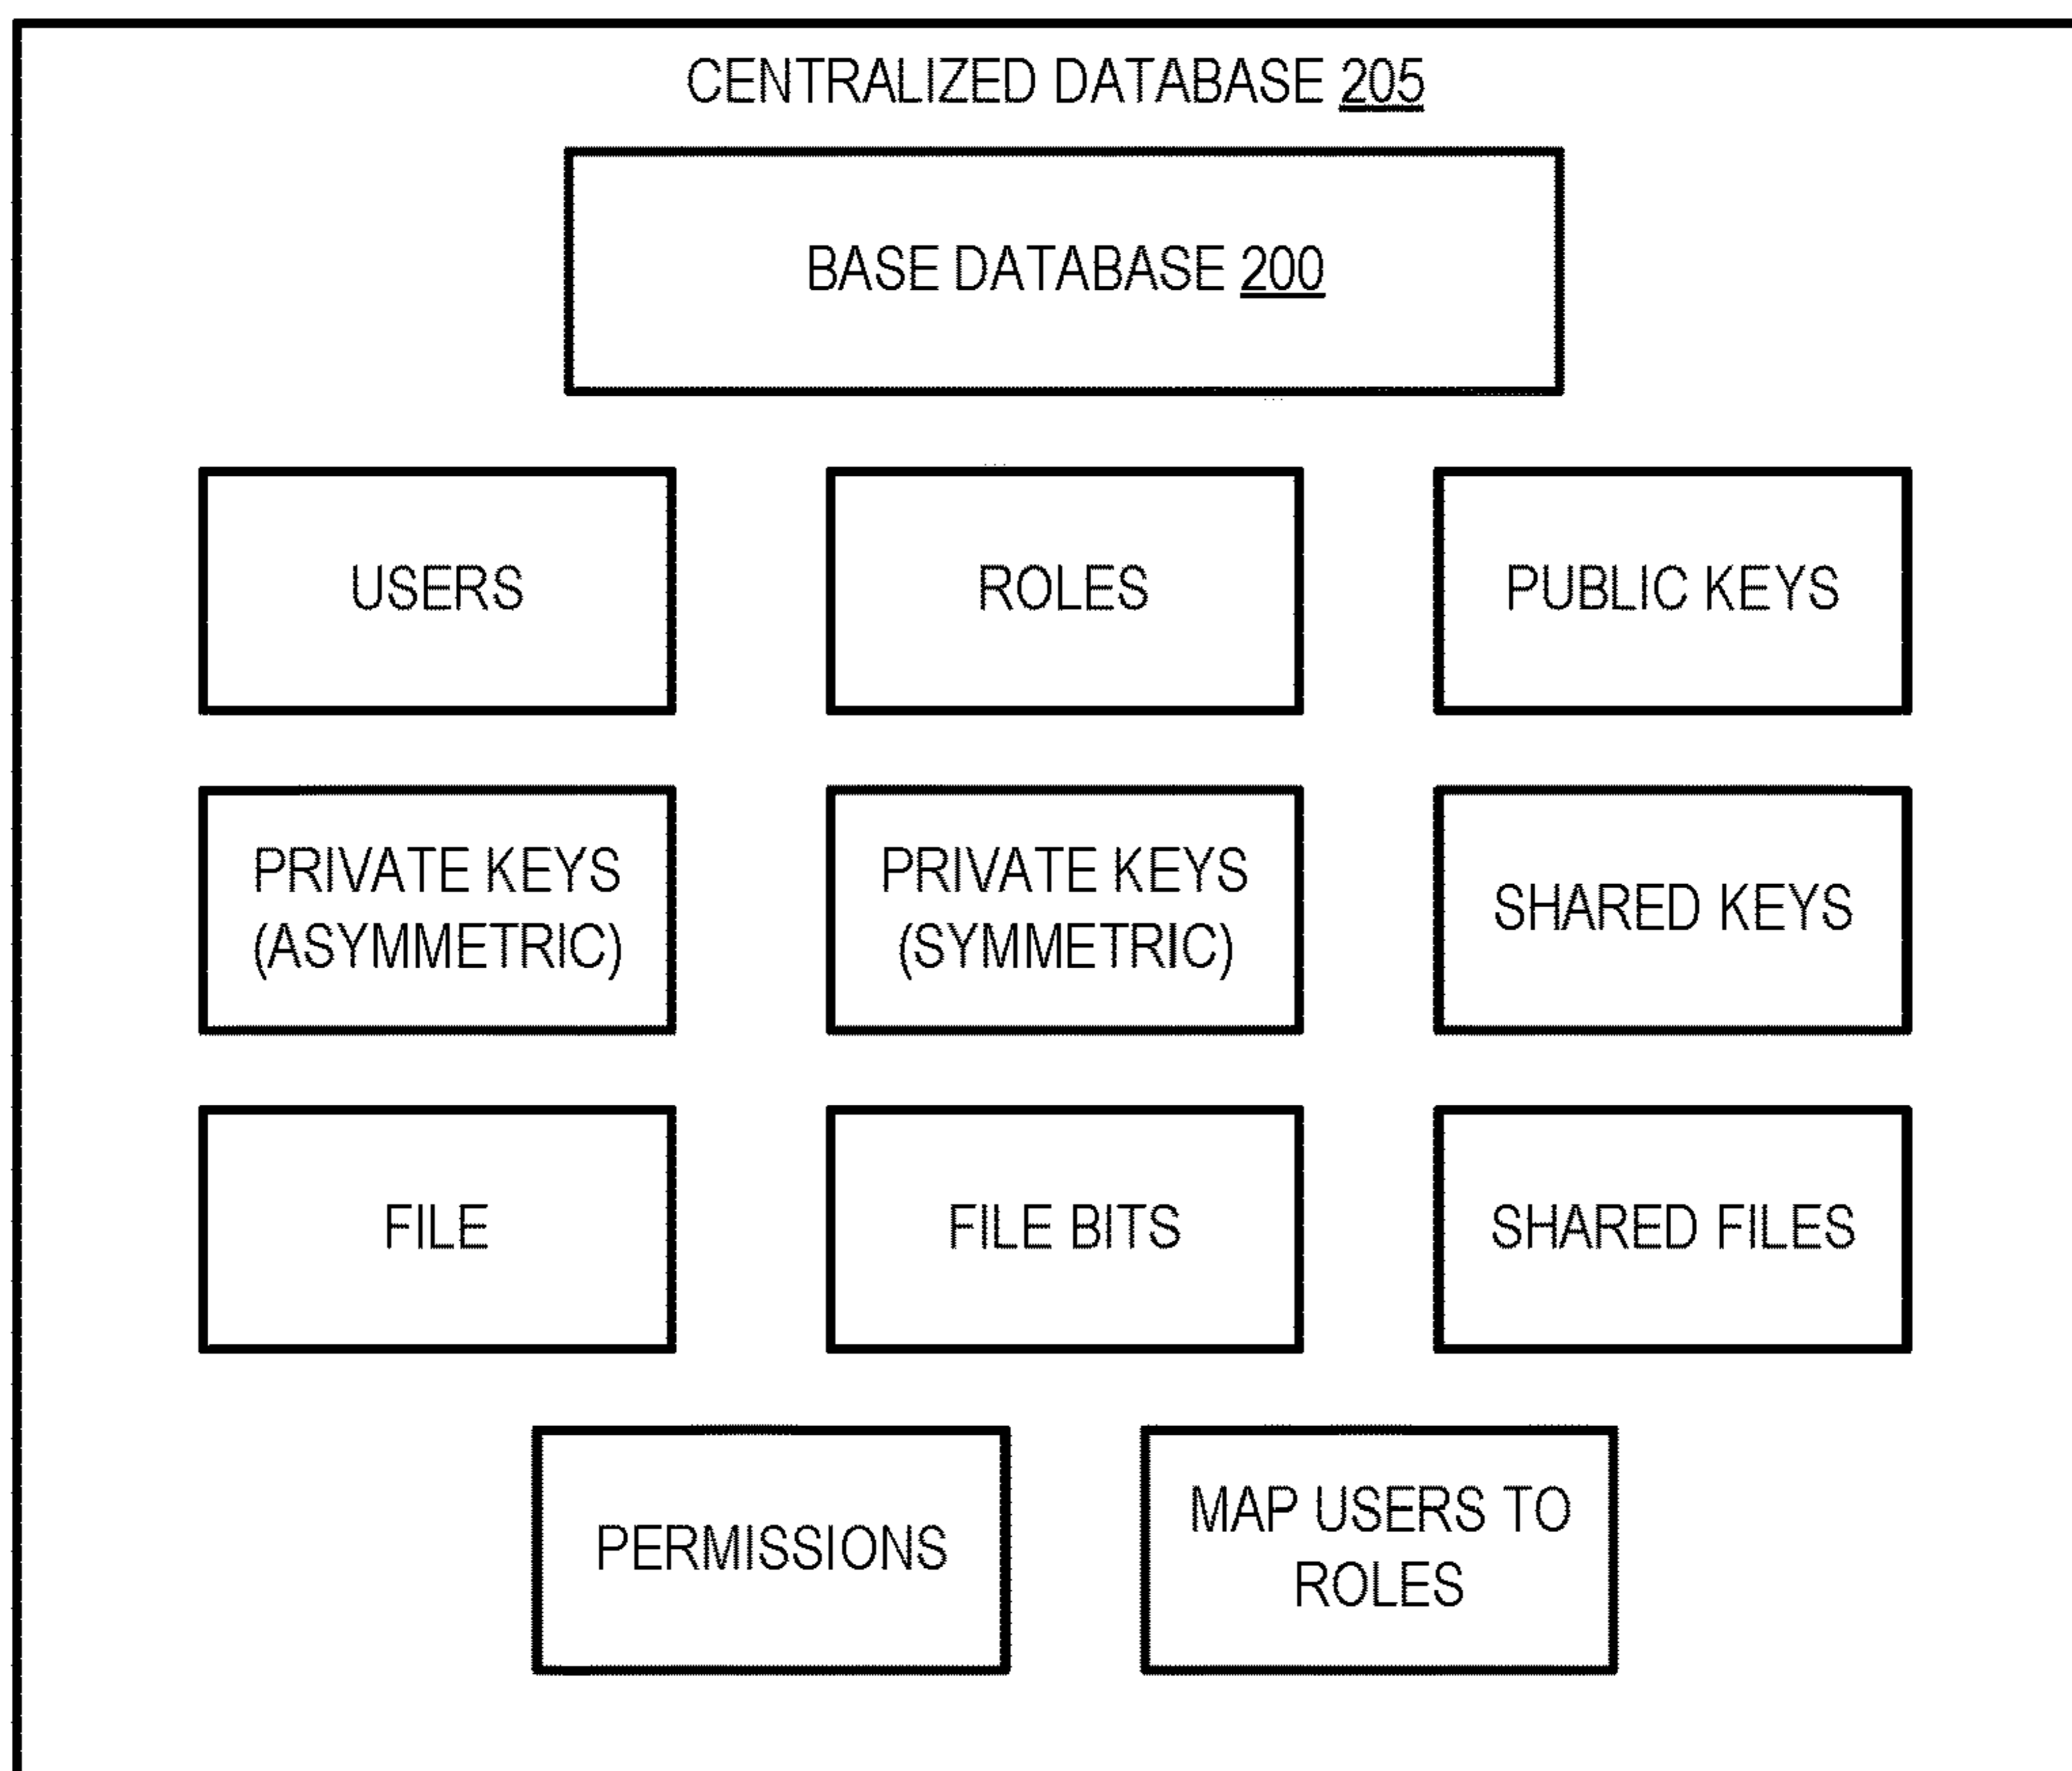 CENTRALIZED DATABASE 205
BASE DATABASE 200
USERS
ROLES
PUBLIC KEYS
PRIVATE KEYS
(ASYMMETRIC)
PRIVATE KEYS
(SYMMETRIC)
SHARED KEYS
FILE
FILE BITS
SHARED FILES
PERMISSIONS
MAP USERS TO
ROLES